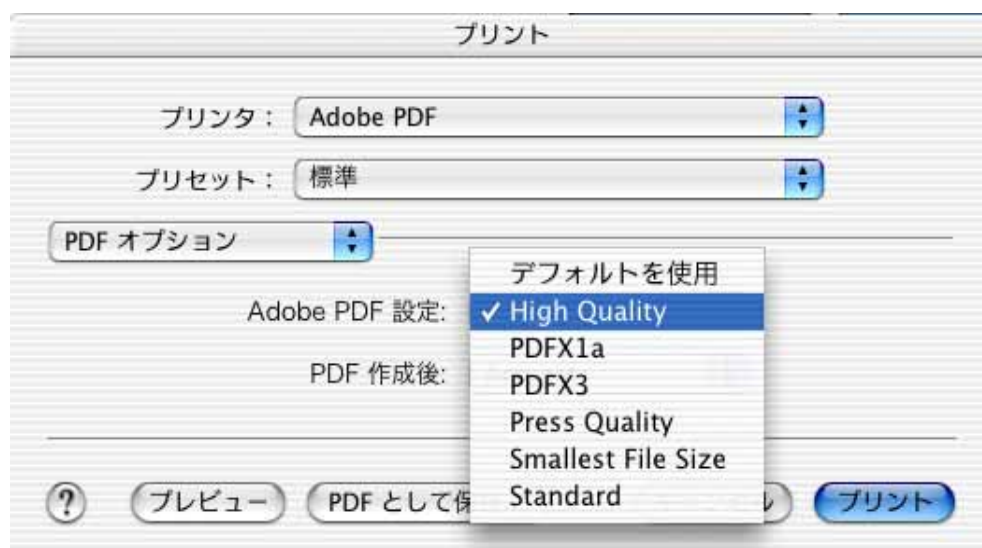 プリント
プリンタ： Adobe PDF
プリセット： 標準
PDF オプション
デフォルトを使用
Adobe PDF 設定: ✓ High Quality
PDFX1a
PDF 作成後:
PDFX3
Press Quality
Smallest File Size
Standard
? プレビュー PDF として保 ル プリント